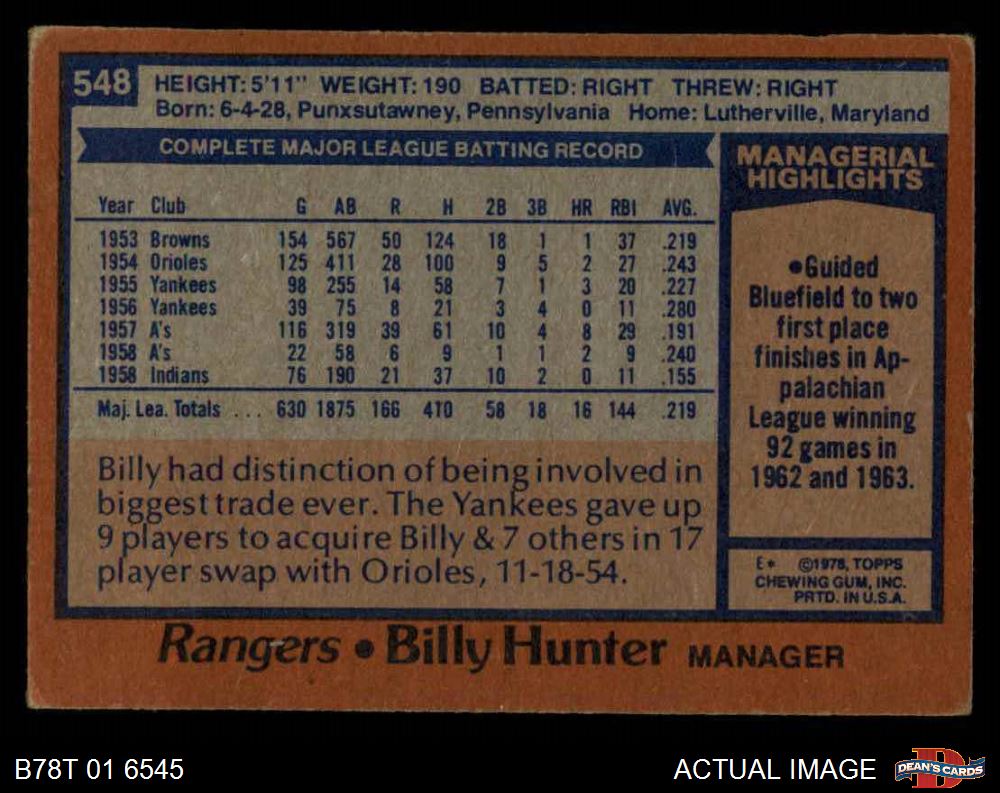 548
HEIGHT: 5'11" WEIGHT: 190 BATTED: RIGHT THREW: RIGHT
Born: 6-4-28, Punxsutawney, Pennsylvania Home: Lutherville, Maryland
COMPLETE MAJOR LEAGUE BATTING RECORD
Year Club G AB R H 2B 3B HR RBI AVG.
1953 Browns 154 567 50 124 18 1 1 37 .219
1954 Orioles 125 411 28 100 9 5 2 27 .243
1955 Yankees 98 255 14 58 7 1 3 20 .227
1956 Yankees 39 75 8 21 3 4 0 11 .280
1957 A's 116 319 39 61 10 4 8 29 .191
1958 A's 22 58 6 9 1 1 2 9 .240
1958 Indians 76 190 21 37 10 2 0 11 .155
Maj. Lea. Totals ... 630 1875 166 410 58 18 16 144 .219
Billy had distinction of being involved in
biggest trade ever. The Yankees gave up
9 players to acquire Billy & 7 others in 17
player swap with Orioles, 11-18-54.
MANAGERIAL
HIGHLIGHTS
•Guided
Bluefield to two
first place
finishes in Ap-
palachian
League winning
92 games in
1962 and 1963.
E* ©1978, TOPPS
CHEWING GUM, INC.
PRTD. IN U.S.A.
Rangers • Billy Hunter MANAGER
B78T 01 6545
ACTUAL IMAGE
DEAN'S CARDS